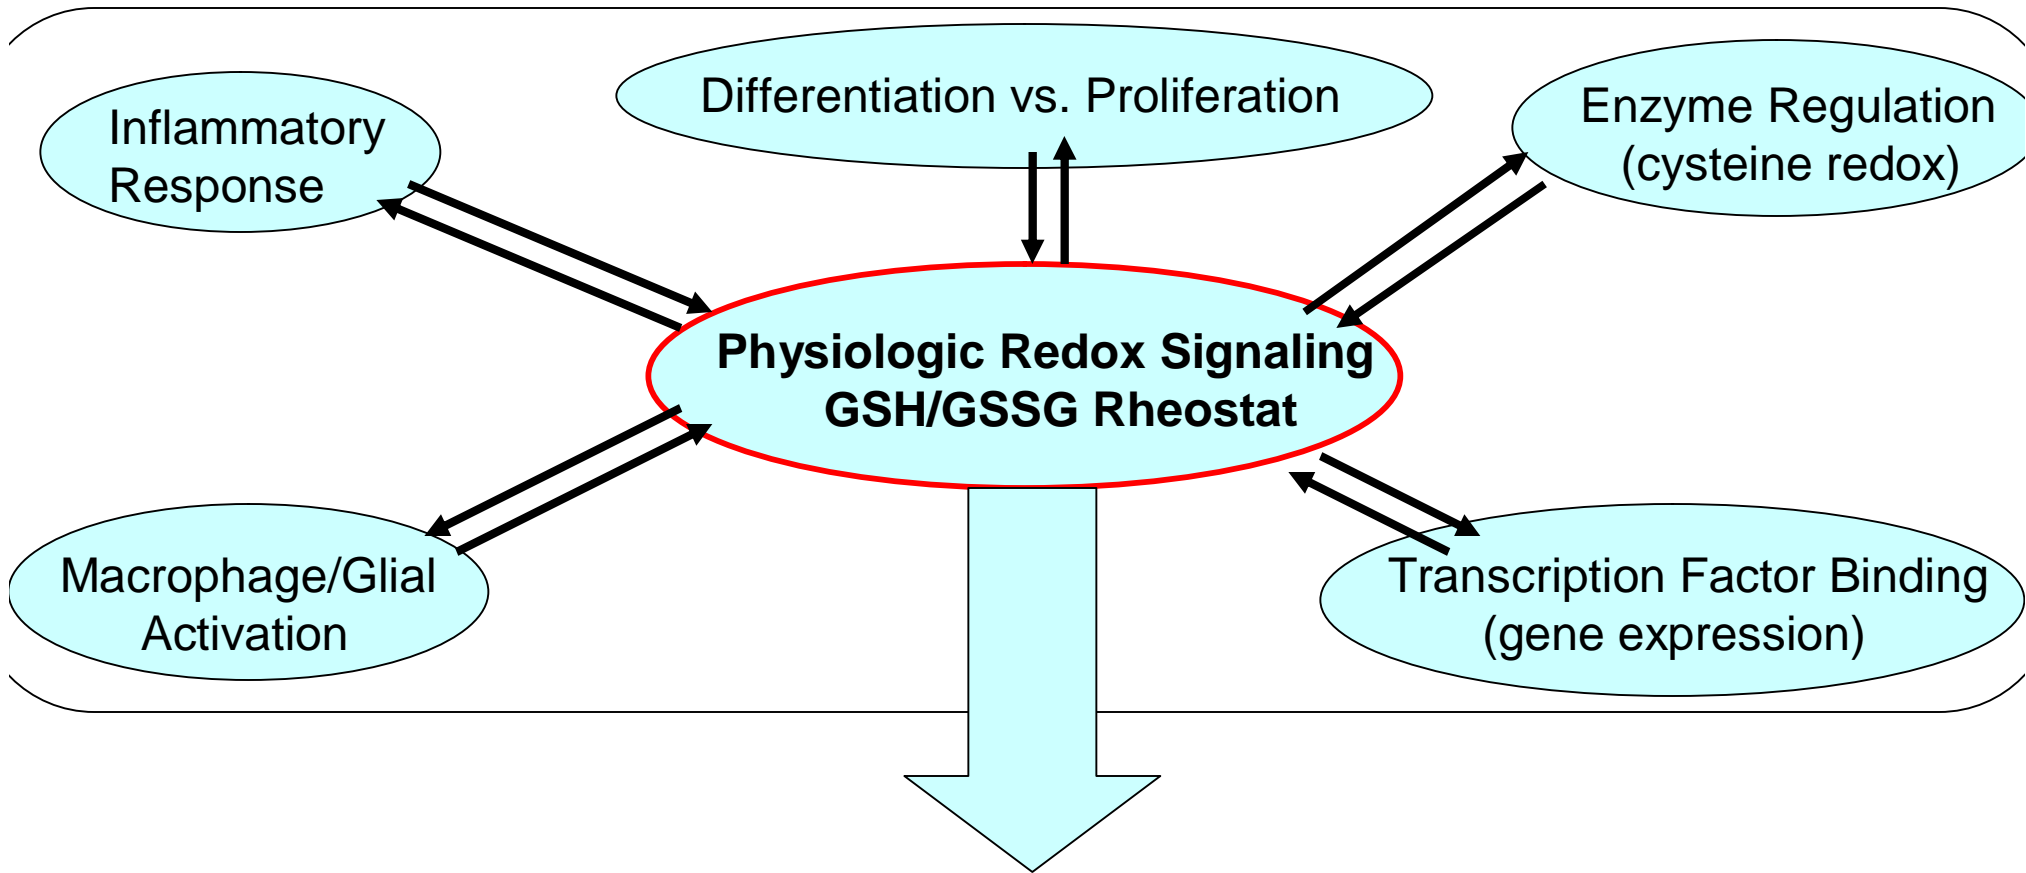 Differentiation vs. Proliferation
Inflammatory
Response
Enzyme Regulation
(cysteine redox)
Physiologic Redox Signaling
GSH/GSSG Rheostat
Macrophage/Glial
Activation
Transcription Factor Binding
(gene expression)